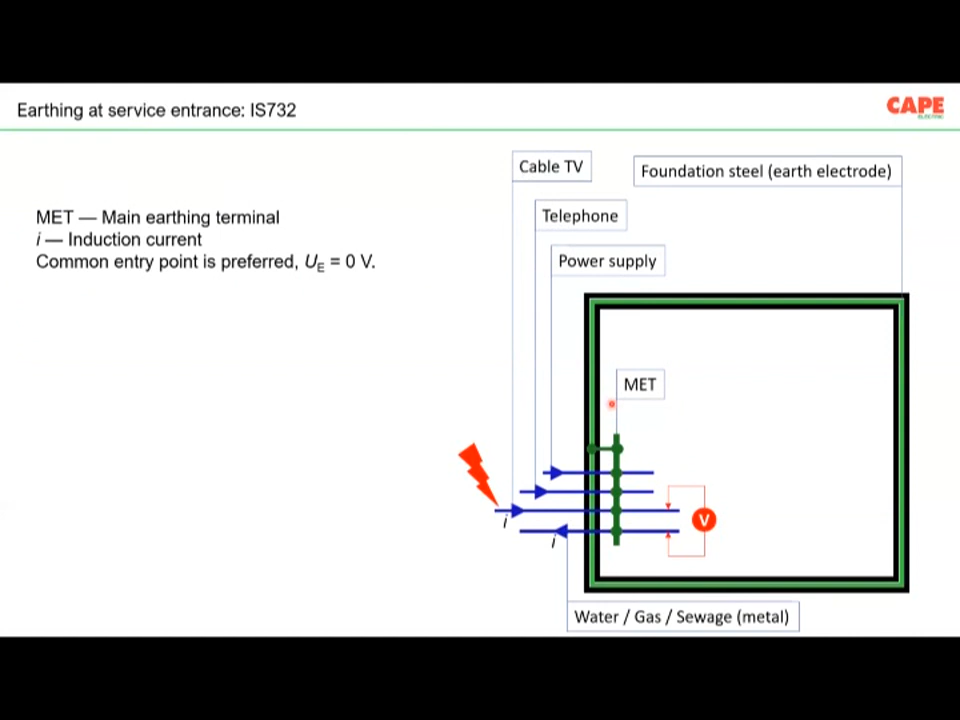 Earthing at service entrance: IS732
CAPE
ELECTRIC
Cable TV
Foundation steel (earth electrode)
MET — Main earthing terminal
Telephone
i — Induction current
Common entry point is preferred, UE = 0 V.
Power supply
MET
i
V
i
Water / Gas / Sewage (metal)